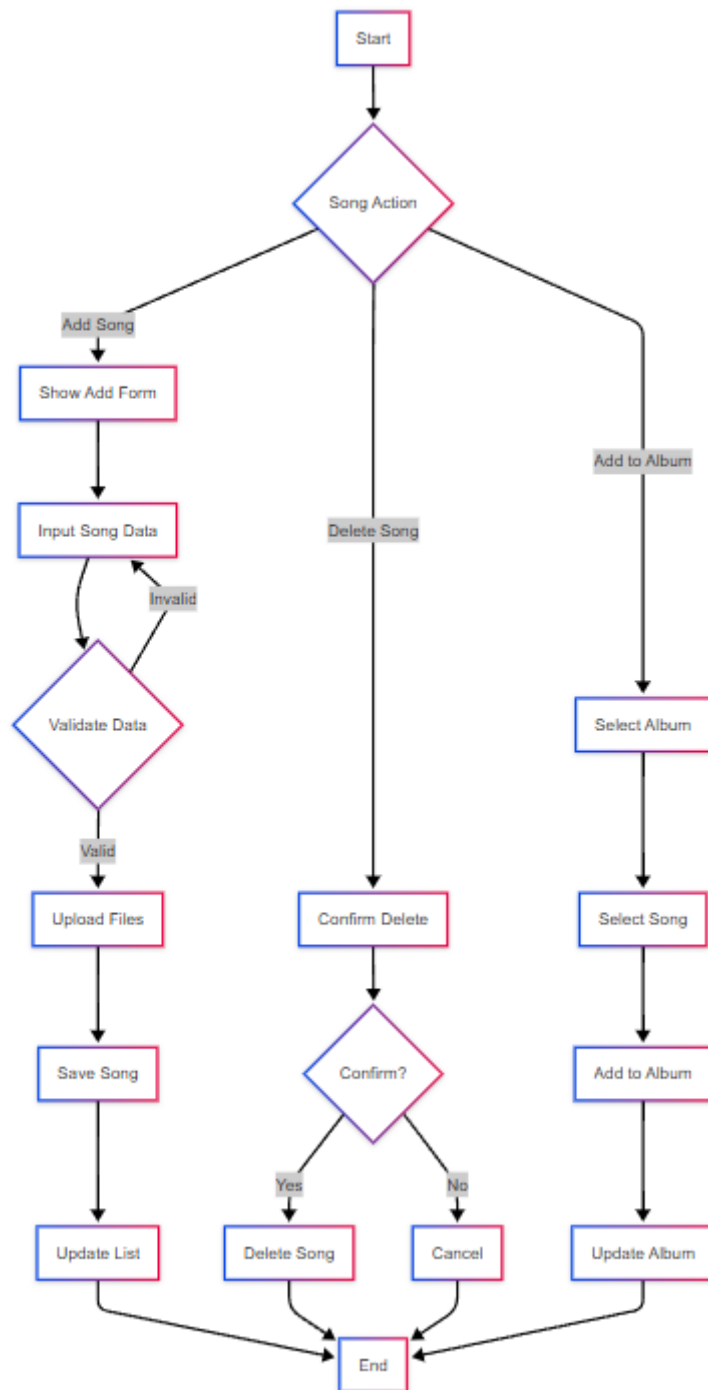 Start
Song Action
Add Song
Show Add Form
Add to Album
Input Song Data
Delete Song
Invalid
Validate Data
Select Album
Valid
Upload Files
Confirm Delete
Select Song
Save Song
Confirm?
Add to Album
Yes
No
Update List
Delete Song
Cancel
Update Album
End